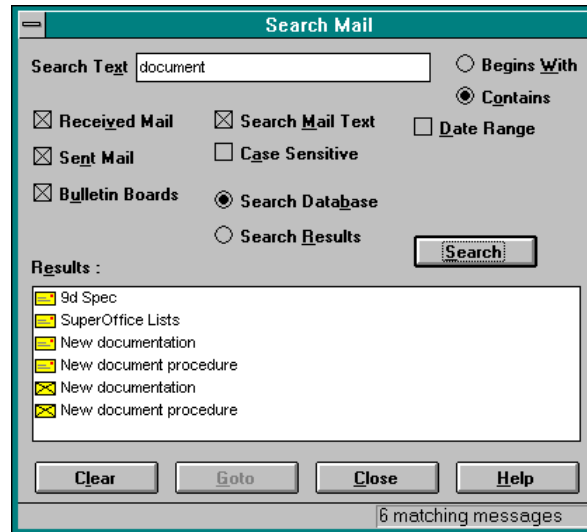 Search Mail
Search Text document
Begins With
Contains
Received Mail
Search Mail Text
Date Range
Sent Mail
Case Sensitive
Bulletin Boards
Search Database
Search Results
Search
Results :
9d Spec
SuperOffice Lists
New documentation
New document procedure
New documentation
New document procedure
Clear Goto Close Help
6 matching messages